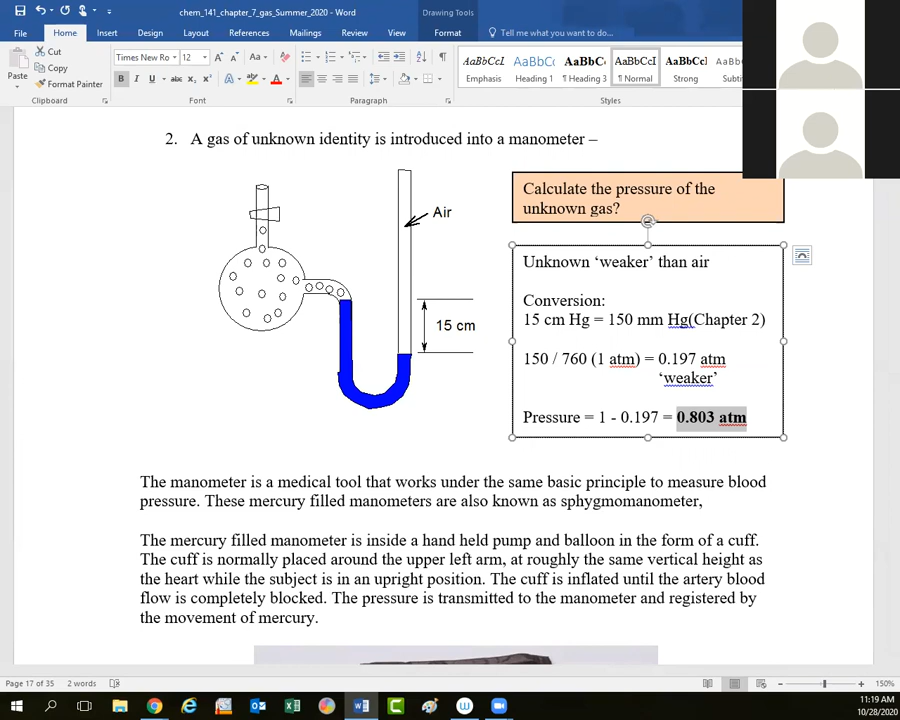 chem_141_chapter_7_gas_Summer_2020 - Word
Drawing Tools
File Home Insert Design Layout References Mailings Review View Format Tell me what you want to do...
Paste
Cut
Copy
Format Painter
Clipboard
Times New Ro 12 A A Aa
B I U abc x₂ x² A A
Font
Paragraph
AaBbCcL AaBbCc AaBbC AaBbCcI AaBbCc AaBb
Emphasis Heading 1 ¶ Heading 3 ¶ Normal Strong Subti
Styles
2. A gas of unknown identity is introduced into a manometer –
Air
15 cm
Calculate the pressure of the
unknown gas?
Unknown ‘weaker’ than air
Conversion:
15 cm Hg = 150 mm Hg(Chapter 2)
150 / 760 (1 atm) = 0.197 atm
‘weaker’
Pressure = 1 - 0.197 = 0.803 atm
The manometer is a medical tool that works under the same basic principle to measure blood
pressure. These mercury filled manometers are also known as sphygmomanometer,
The mercury filled manometer is inside a hand held pump and balloon in the form of a cuff.
The cuff is normally placed around the upper left arm, at roughly the same vertical height as
the heart while the subject is in an upright position. The cuff is inflated until the artery blood
flow is completely blocked. The pressure is transmitted to the manometer and registered by
the movement of mercury.
Page 17 of 35 2 words
150%
11:19 AM
10/28/2020